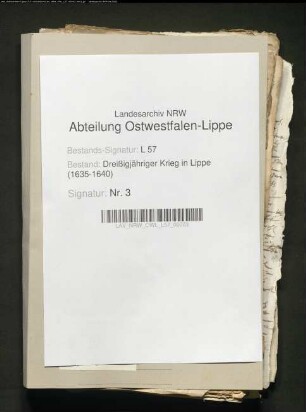 Landesarchiv NRW
Abteilung Ostwestfalen-Lippe
Bestands-Signatur: L 57
Bestand: Dreißigjähriger Krieg in Lippe
(1635-1640)
Signatur: Nr. 3